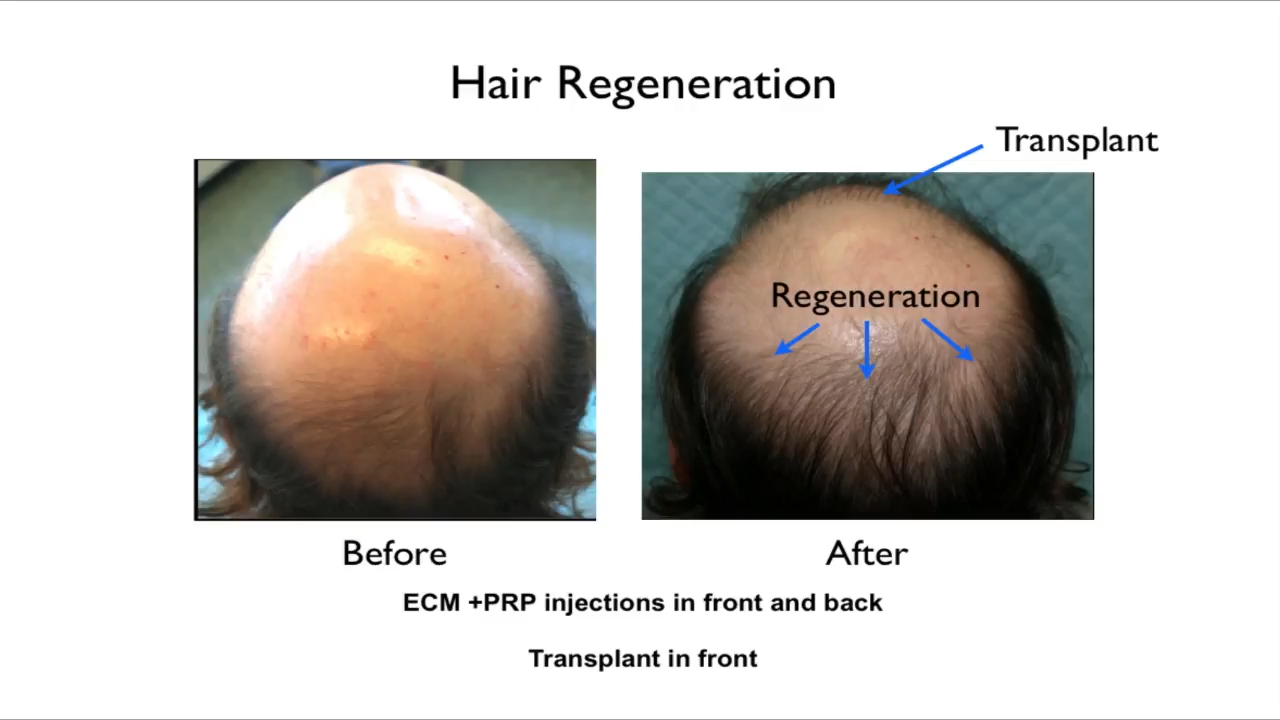 Hair Regeneration
Transplant
Regeneration
Before
After
ECM +PRP injections in front and back
Transplant in front